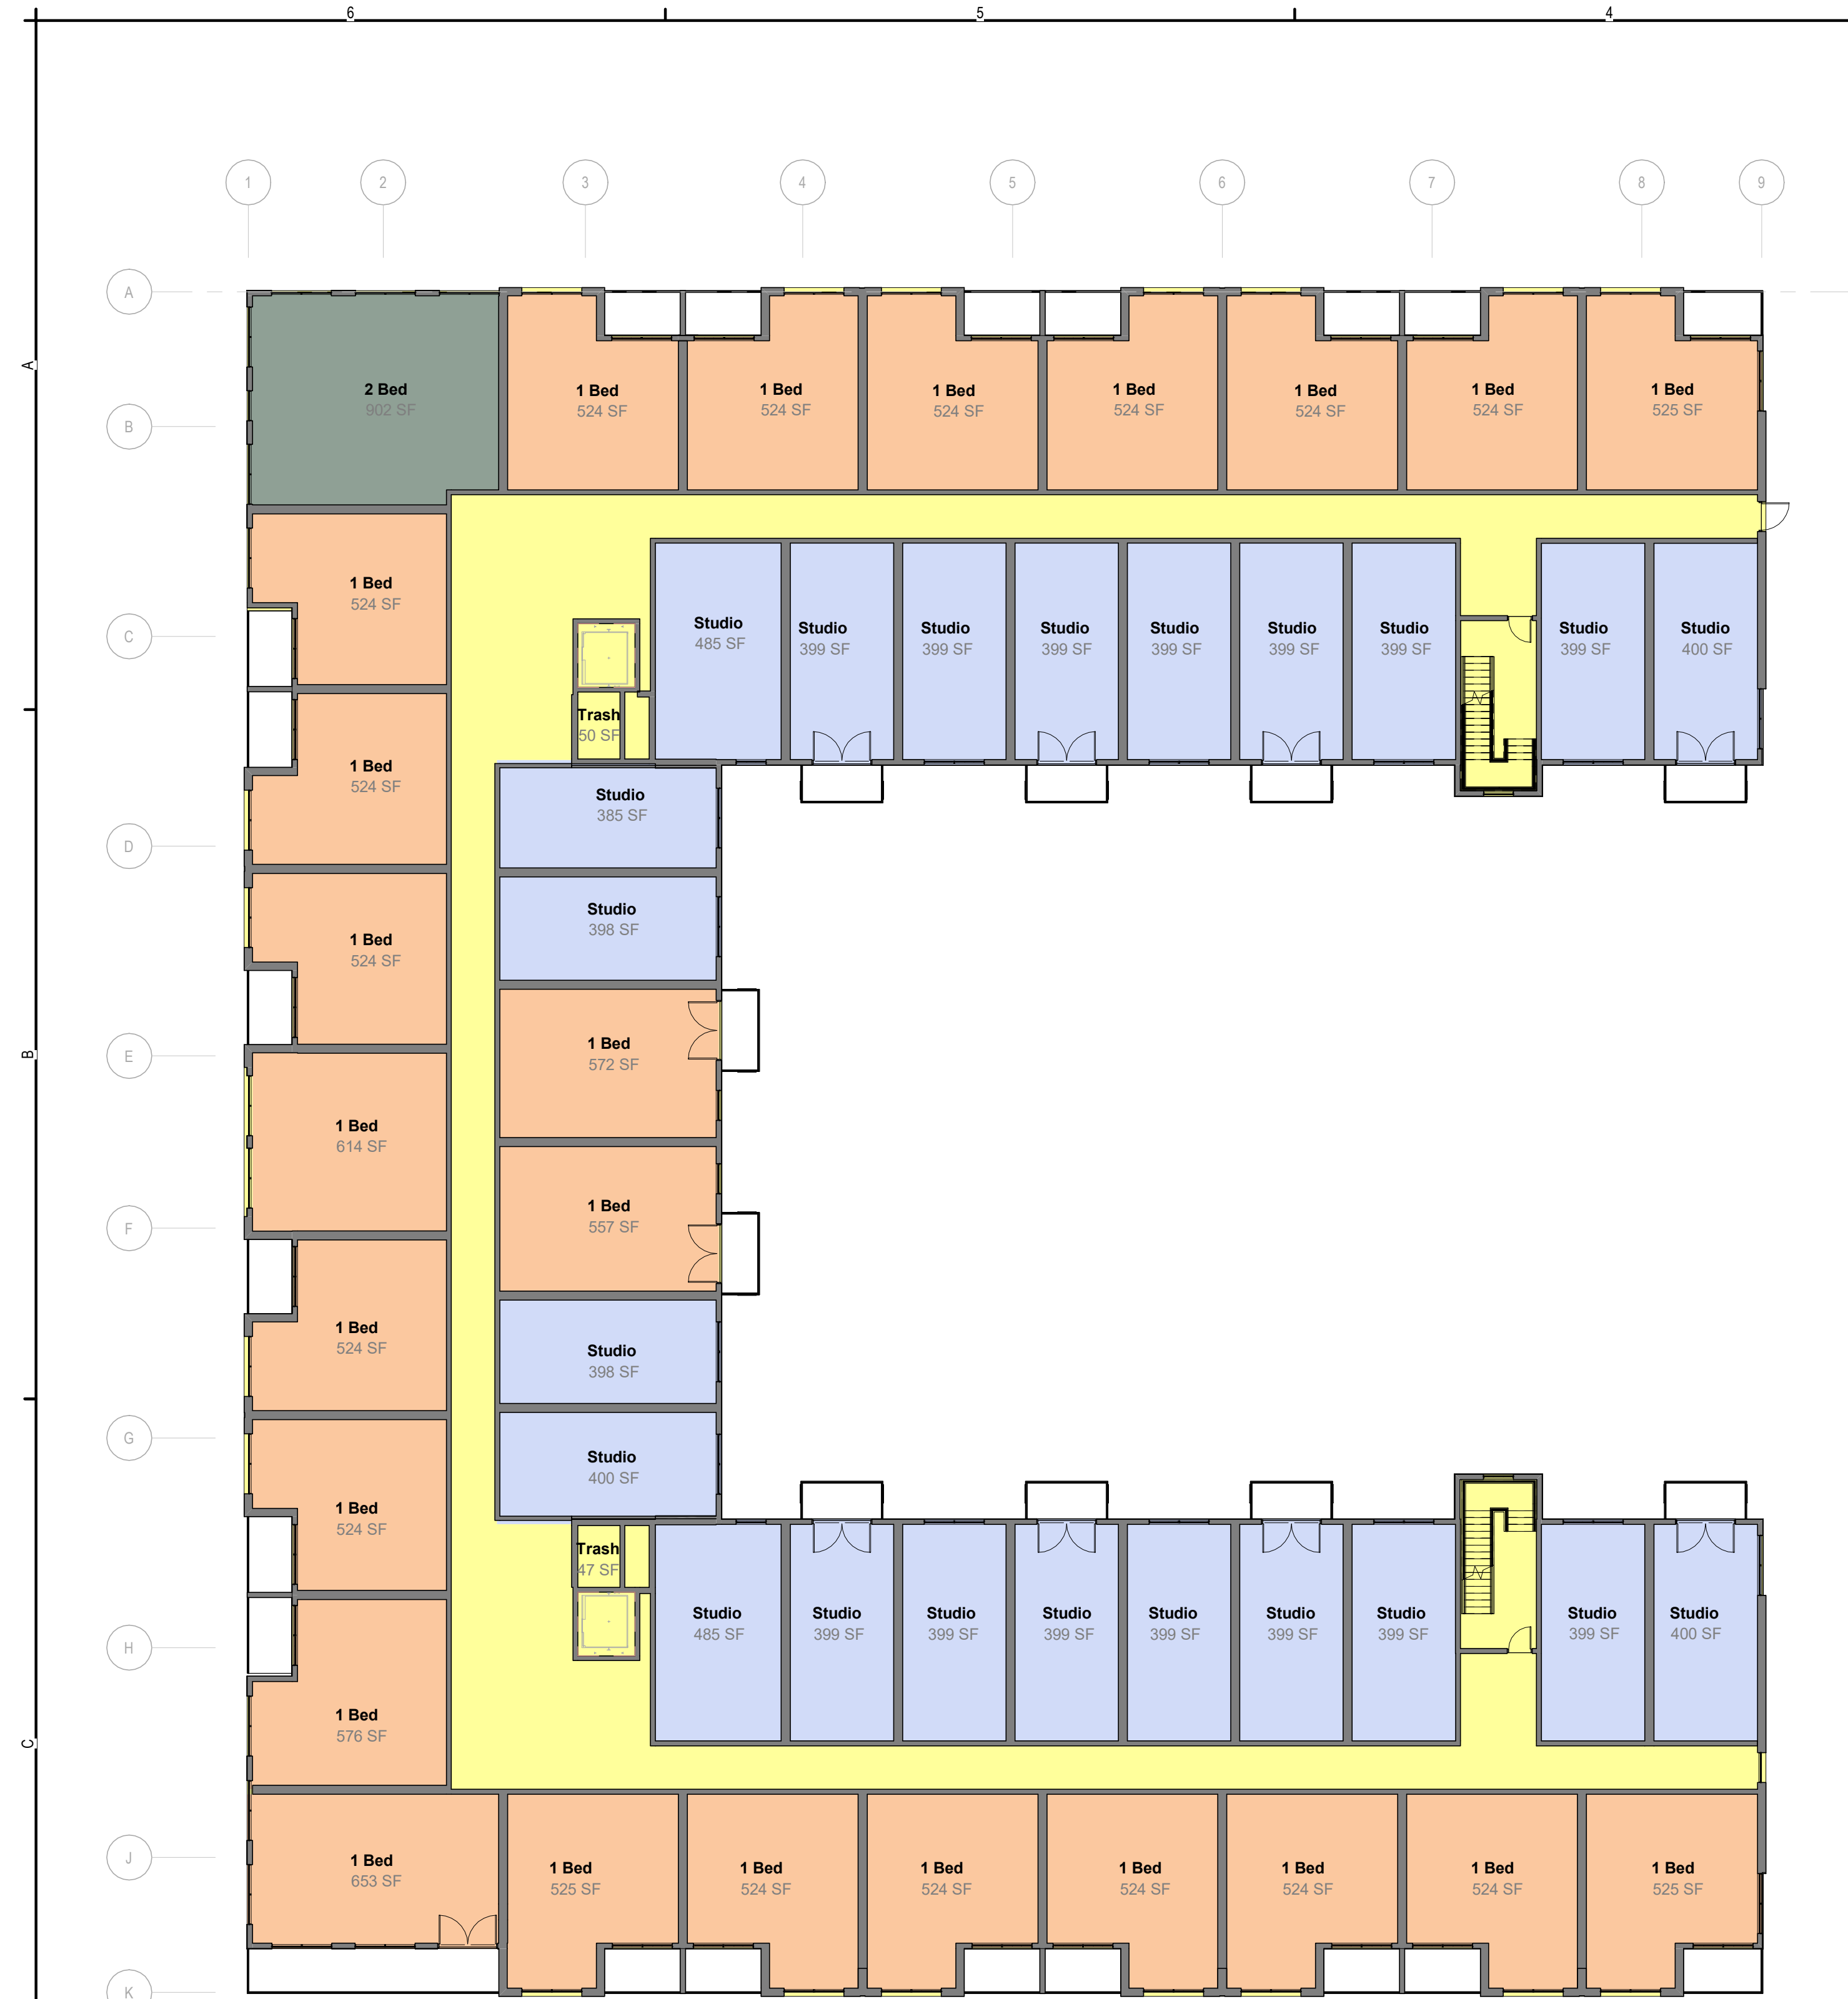 6
5
4
1
2
3
4
5
6
7
8
9
A
A
B
C
D
B
E
F
G
H
C
J
K
2 Bed
902 SF
1 Bed
524 SF
1 Bed
524 SF
1 Bed
524 SF
1 Bed
524 SF
1 Bed
524 SF
1 Bed
524 SF
1 Bed
525 SF
1 Bed
524 SF
Studio
485 SF
Studio
399 SF
Studio
399 SF
Studio
399 SF
Studio
399 SF
Studio
399 SF
Studio
399 SF
Studio
399 SF
Studio
400 SF
Trash
50 SF
1 Bed
524 SF
Studio
385 SF
Studio
398 SF
1 Bed
524 SF
1 Bed
572 SF
1 Bed
614 SF
1 Bed
557 SF
1 Bed
524 SF
Studio
398 SF
Studio
400 SF
1 Bed
524 SF
Trash
47 SF
Studio
485 SF
Studio
399 SF
Studio
399 SF
Studio
399 SF
Studio
399 SF
Studio
399 SF
Studio
399 SF
Studio
399 SF
Studio
400 SF
1 Bed
576 SF
1 Bed
653 SF
1 Bed
525 SF
1 Bed
524 SF
1 Bed
524 SF
1 Bed
524 SF
1 Bed
524 SF
1 Bed
524 SF
1 Bed
525 SF